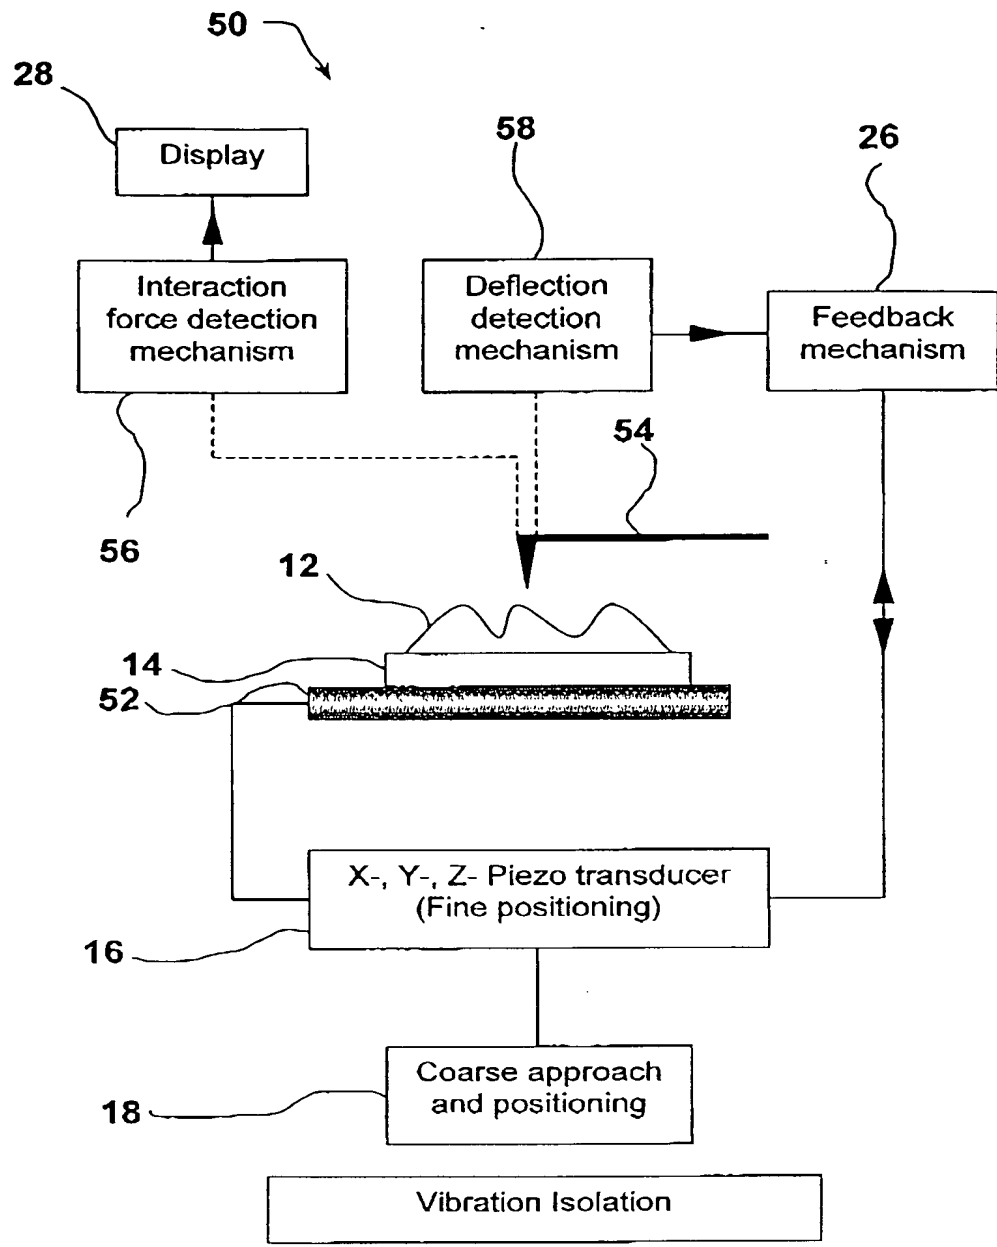 50
28
58
26
Display
Interaction
force detection
mechanism
Deflection
detection
mechanism
Feedback
mechanism
54
56
12
14
52
X-, Y-, Z- Piezo transducer
(Fine positioning)
16
Coarse approach
and positioning
18
Vibration Isolation